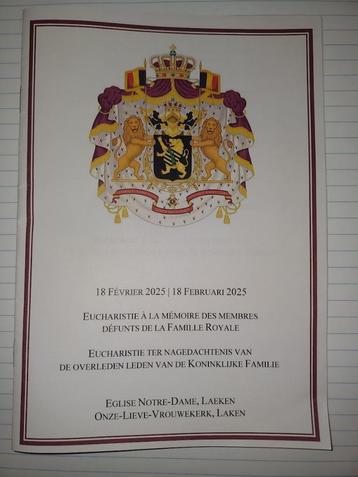 18 FÉVRIER 2025 | 18 FEBRUARI 2025
EUCHARISTIE À LA MÉMOIRE DES MEMBRES
DÉFUNTS DE LA FAMILLE ROYALE
EUCHARISTIE TER NAGEDACHTENIS VAN
DE OVERLEDEN LEDEN VAN DE KONINKLIJKE FAMILIE
EGLISE NOTRE-DAME, LAEKEN
ONZE-LIEVE-VROUWEKERK, LAKEN